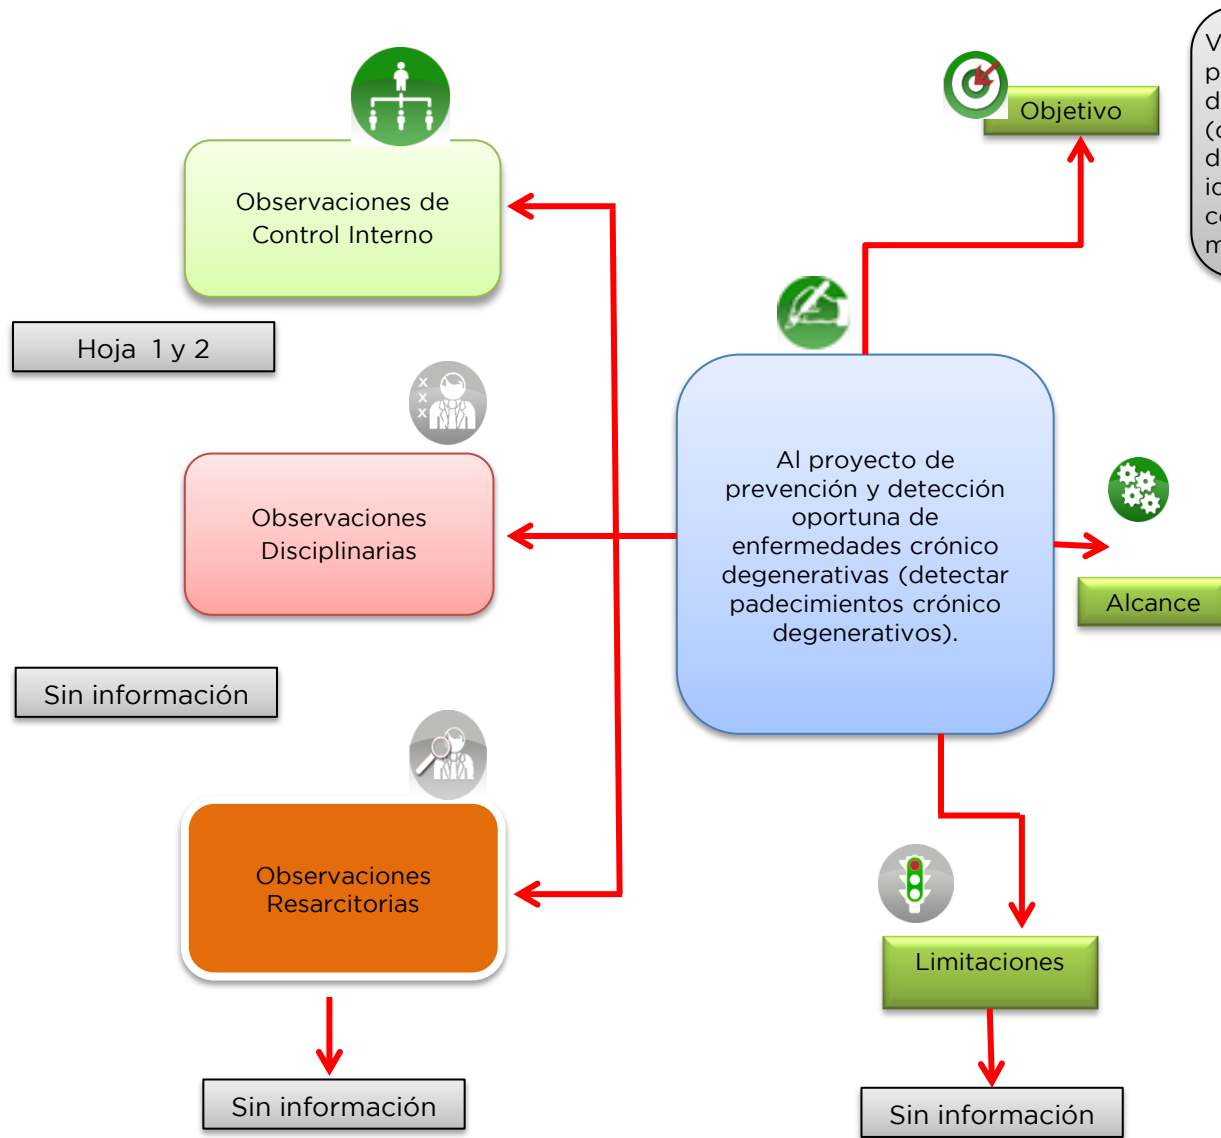 Observaciones de
Control Interno
Hoja 1 y 2
Observaciones
Disciplinarias
Sin información
Observaciones
Resarcitorias
Sin información
Al proyecto de
prevención y detección
oportuna de
enfermedades crónico
degenerativas (detectar
padecimientos crónico
degenerativos).
Objetivo
Alcance
Limitaciones
Sin información
x
x
x